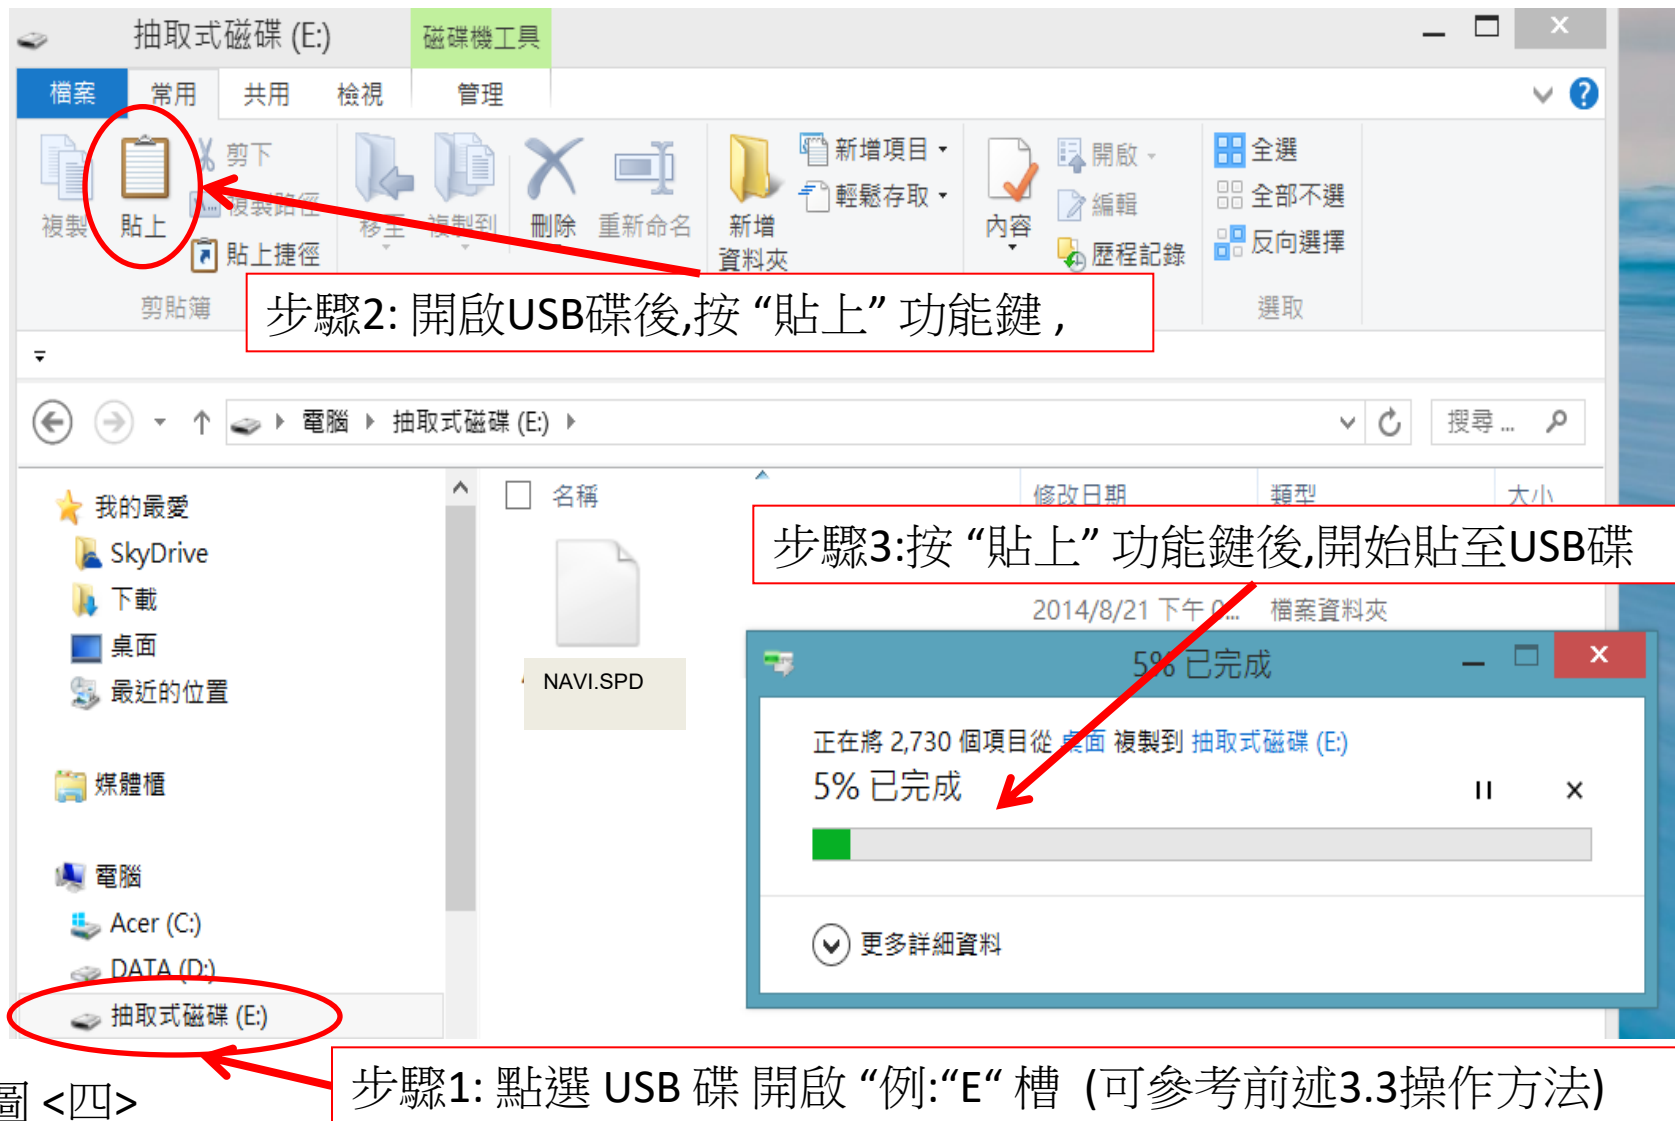 抽取式磁碟 (E:)
磁碟機工具
檔案
常用
共用
檢視
管理
複製
貼上
剪下
複製路徑
貼上捷徑
移至
複製到
刪除
重新命名
新增
資料夾
新增項目
輕鬆存取
內容
開啟
編輯
歷程記錄
全選
全部不選
反向選擇
剪貼簿
選取
步驟2: 開啟USB碟後,按 “貼上” 功能鍵 ,
電腦
抽取式磁碟 (E:)
搜尋 ...
我的最愛
SkyDrive
下載
桌面
最近的位置
媒體櫃
電腦
Acer (C:)
DATA (D:)
抽取式磁碟 (E:)
名稱
修改日期
類型
大小
步驟3:按 “貼上” 功能鍵後,開始貼至USB碟
2014/8/21 下午 0...
檔案資料夾
NAVI.SPD
5% 已完成
正在將 2,730 個項目從 桌面 複製到 抽取式磁碟 (E:)
5% 已完成
更多詳細資料
步驟1: 點選 USB 碟 開啟 “例:“E“ 槽 (可參考前述3.3操作方法)
圖 <四>